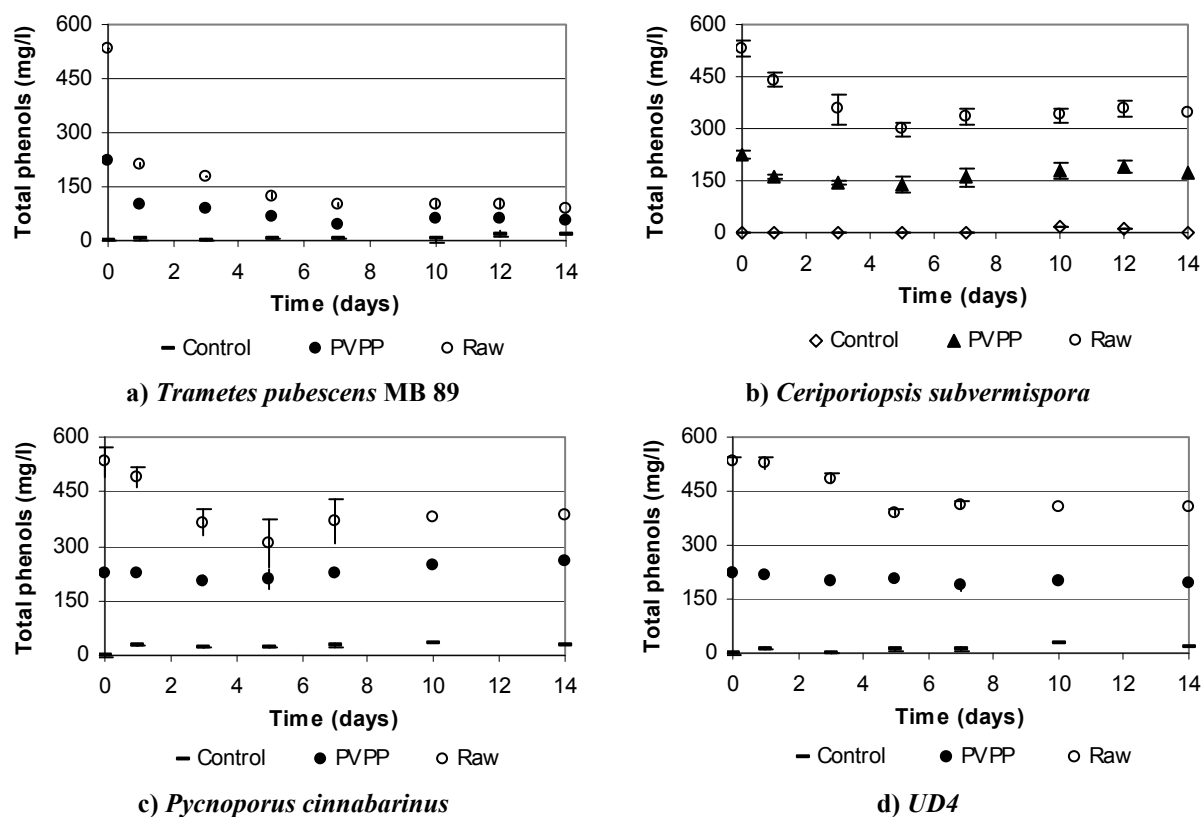 600
450
300
150
0
Total phenols (mg/l)
0 2 4 6 8 10 12 14
Time (days)
Control PVPP Raw
a) Trametes pubescens MB 89
600
450
300
150
0
Total phenols (mg/l)
0 2 4 6 8 10 12 14
Time (days)
Control PVPP Raw
b) Ceriporiopsis subvermispora
600
450
300
150
0
Total phenols (mg/l)
0 2 4 6 8 10 12 14
Time (days)
Control PVPP Raw
c) Pycnoporus cinnabarinus
600
450
300
150
0
Total phenols (mg/l)
0 2 4 6 8 10 12 14
Time (days)
Control PVPP Raw
d) UD4